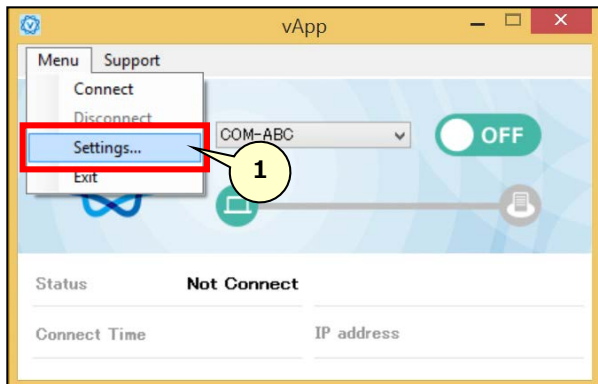 vApp
Menu Support
Connect
Disconnect
COM-ABC
OFF
Settings...
1
Exit
Status Not Connect
Connect Time IP address